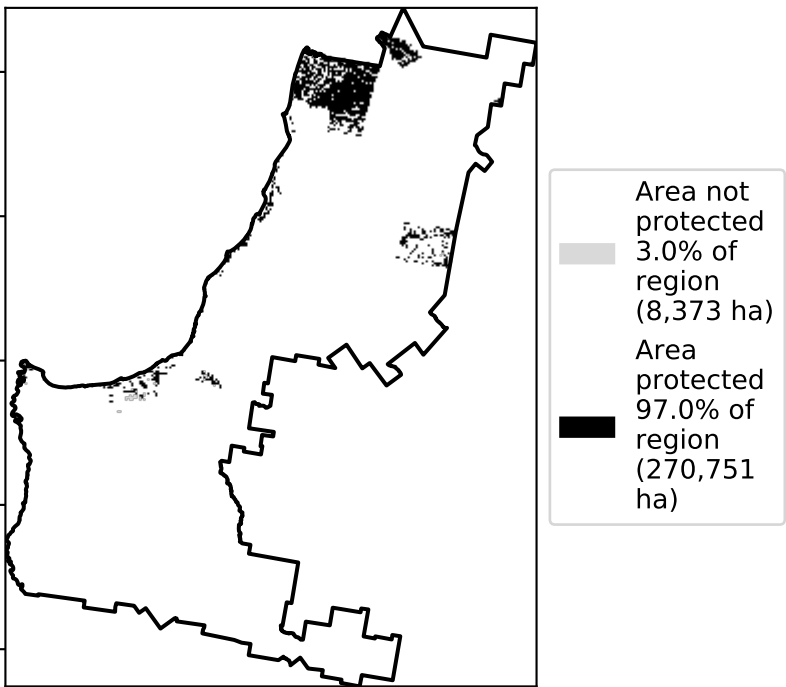 Area not
protected
3.0% of
region
(8,373 ha)
Area
protected
97.0% of
region
(270,751
ha)